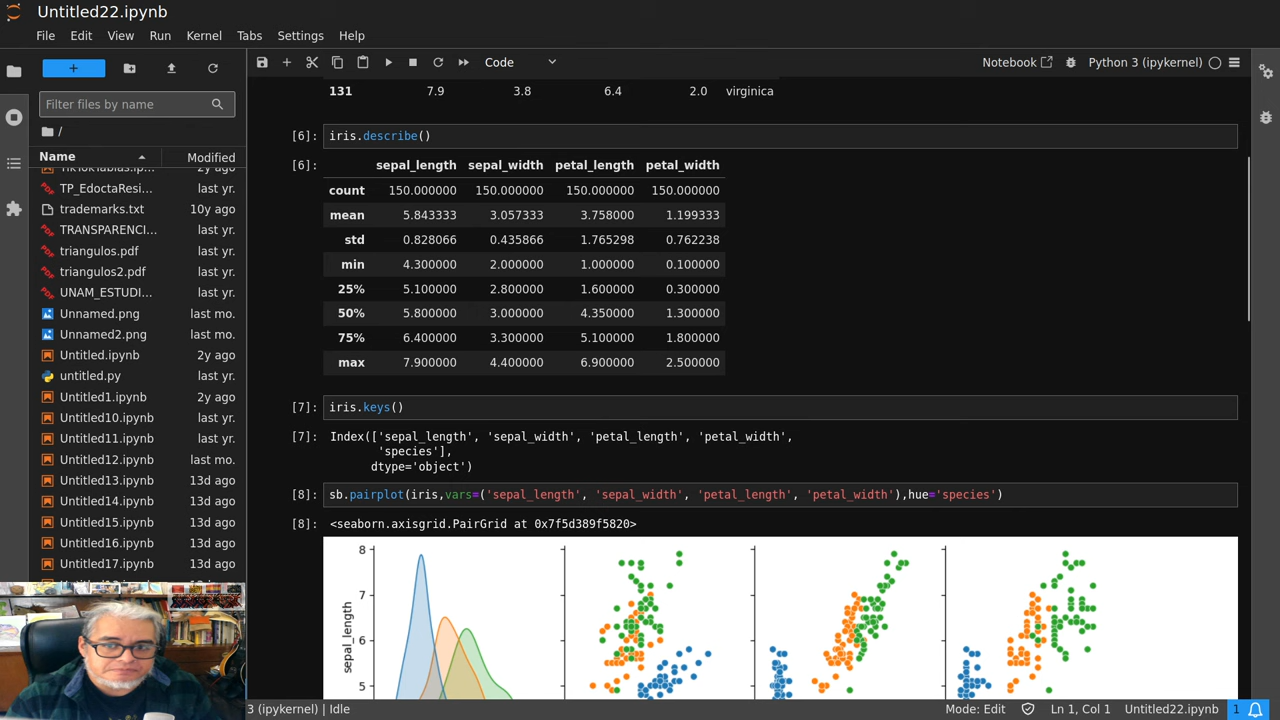 Untitled22.ipynb
File Edit View Run Kernel Tabs Settings Help
+ Code Notebook Python 3 (ipykernel)
Filter files by name
/
Name Modified
2y ago
TP_EdoctaResi... last yr.
trademarks.txt 10y ago
TRANSPARENCI... last yr.
triangulos.pdf last yr.
triangulos2.pdf last yr.
UNAM_ESTUDI... last yr.
Unnamed.png last mo.
Unnamed2.png last mo.
Untitled.ipynb 2y ago
untitled.py last yr.
Untitled1.ipynb 2y ago
Untitled10.ipynb last yr.
Untitled11.ipynb last yr.
Untitled12.ipynb last mo.
Untitled13.ipynb 13d ago
Untitled14.ipynb 13d ago
Untitled15.ipynb 13d ago
Untitled16.ipynb 13d ago
Untitled17.ipynb 13d ago
131 7.9 3.8 6.4 2.0 virginica
[6]: iris.describe()
[6]: sepal_length sepal_width petal_length petal_width
count 150.000000 150.000000 150.000000 150.000000
mean 5.843333 3.057333 3.758000 1.199333
std 0.828066 0.435866 1.765298 0.762238
min 4.300000 2.000000 1.000000 0.100000
25% 5.100000 2.800000 1.600000 0.300000
50% 5.800000 3.000000 4.350000 1.300000
75% 6.400000 3.300000 5.100000 1.800000
max 7.900000 4.400000 6.900000 2.500000
[7]: iris.keys()
[7]: Index(['sepal_length', 'sepal_width', 'petal_length', 'petal_width',
'species'],
dtype='object')
[8]: sb.pairplot(iris,vars=('sepal_length', 'sepal_width', 'petal_length', 'petal_width'),hue='species')
[8]: <seaborn.axisgrid.PairGrid at 0x7f5d389f5820>
8
7
6
5
sepal_length
3 (ipykernel) | Idle Mode: Edit Ln 1, Col 1 Untitled22.ipynb 1